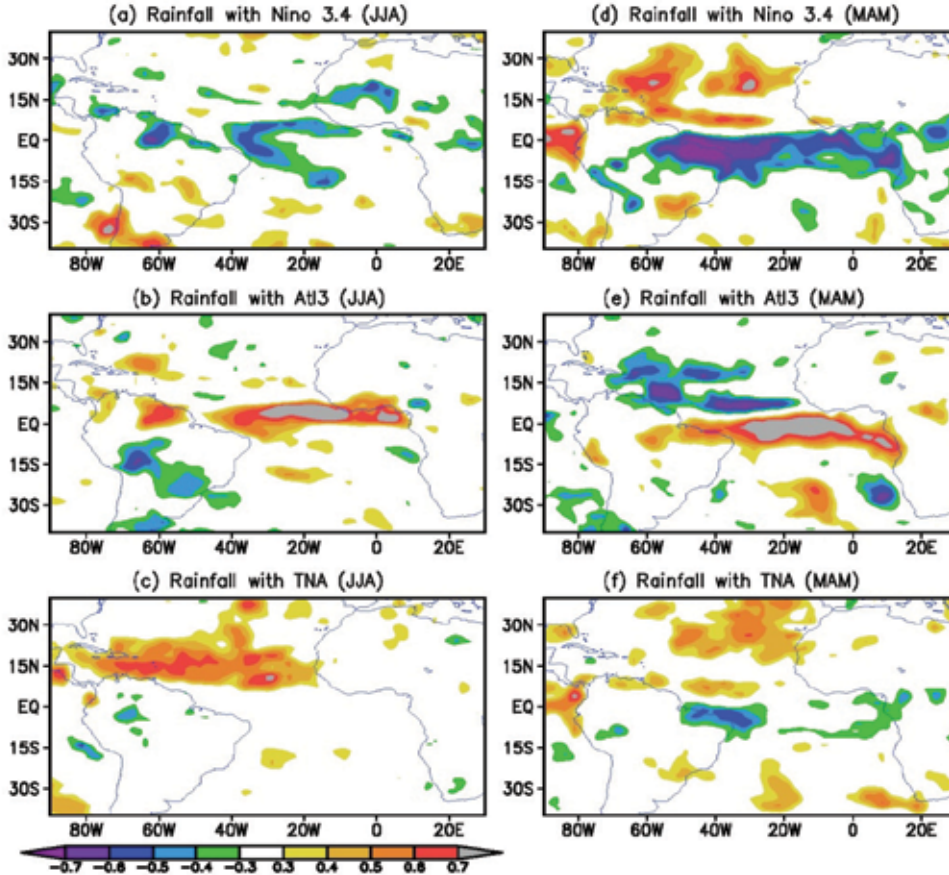 (a) Rainfall with Nino 3.4 (JJA)
(d) Rainfall with Nino 3.4 (MAM)
30N
15N
EQ
15S
30S
80W 60W 40W 20W 0 20E
30N
15N
EQ
15S
30S
80W 60W 40W 20W 0 20E
(b) Rainfall with Atl3 (JJA)
(e) Rainfall with Atl3 (MAM)
30N
15N
EQ
15S
30S
80W 60W 40W 20W 0 20E
30N
15N
EQ
15S
30S
80W 60W 40W 20W 0 20E
(c) Rainfall with TNA (JJA)
(f) Rainfall with TNA (MAM)
30N
15N
EQ
15S
30S
80W 60W 40W 20W 0 20E
30N
15N
EQ
15S
30S
80W 60W 40W 20W 0 20E
-0.7 -0.6 -0.5 -0.4 -0.3 0.3 0.4 0.5 0.6 0.7